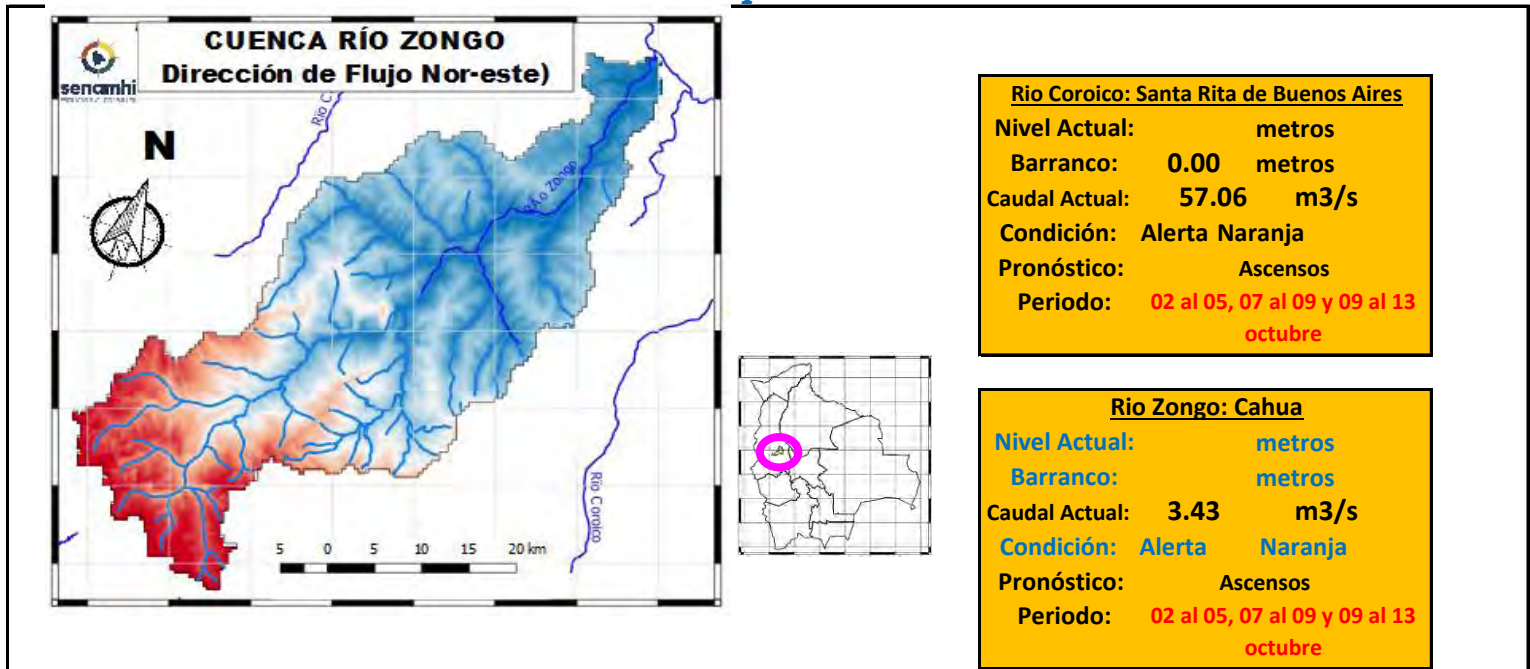 CUENCA RÍO ZONGO
Dirección de Flujo Nor-este)
senamhi
N
Río Zongo
Río Coroico
5 0 5 10 15 20 km
Rio Coroico: Santa Rita de Buenos Aires
Nivel Actual: metros
Barranco: 0.00 metros
Caudal Actual: 57.06 m3/s
Condición: Alerta Naranja
Pronóstico: Ascensos
Periodo: 02 al 05, 07 al 09 y 09 al 13
octubre
Rio Zongo: Cahua
Nivel Actual: metros
Barranco: metros
Caudal Actual: 3.43 m3/s
Condición: Alerta Naranja
Pronóstico: Ascensos
Periodo: 02 al 05, 07 al 09 y 09 al 13
octubre